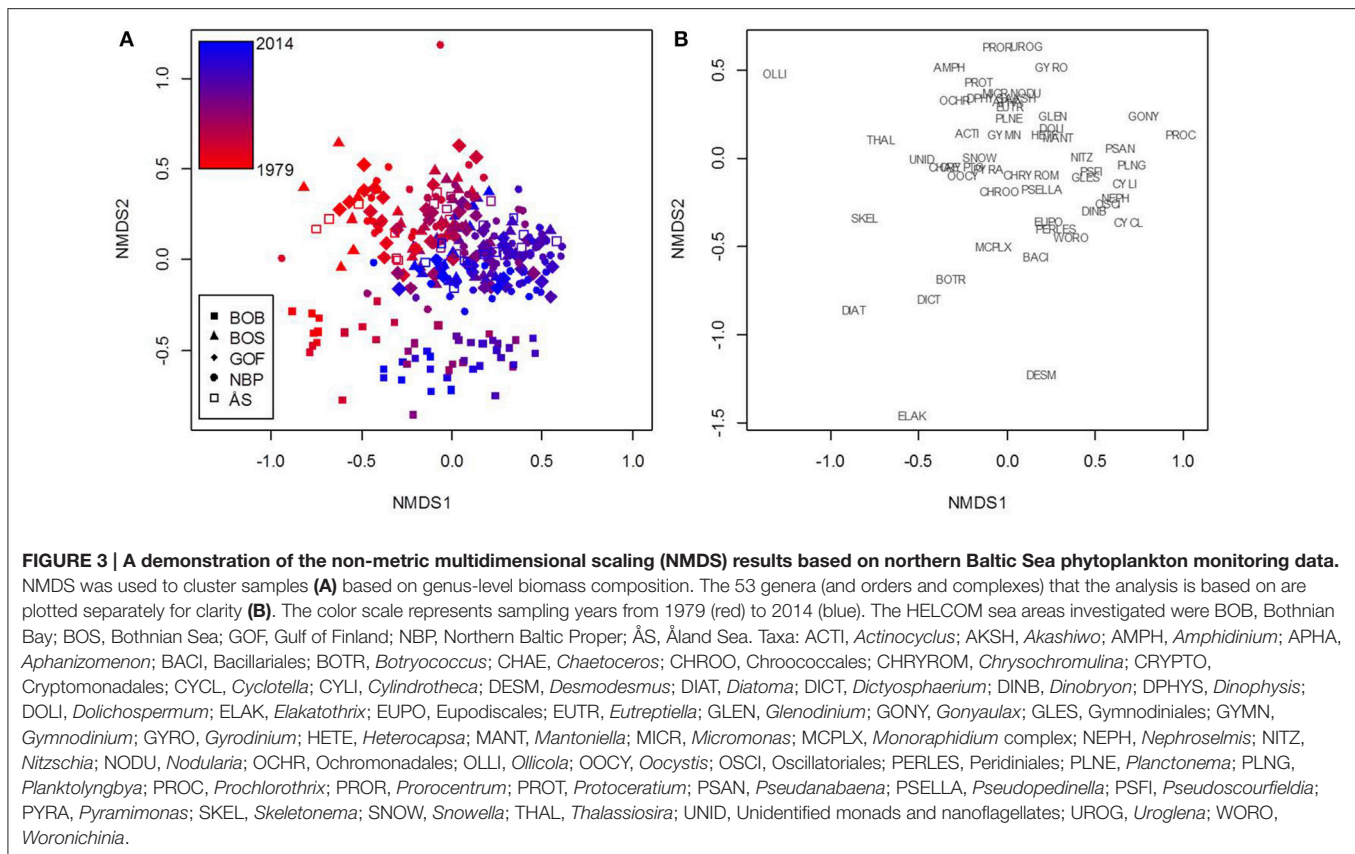 A
2014
1979
1.0
0.5
0.0
-0.5
NMDS2
BOB
BOS
GOF
NBP
ÅS
-1.0
-0.5
0.0
0.5
1.0
NMDS1
B
0.5
0.0
-0.5
-1.0
-1.5
NMDS2
PROR
UROG
OLLI
AMPH
GYRO
PROT
MICR
NODU
OCHR
DPHYS
AKSH
EUTR
PLNE
GLEN
GONY
DOLI
ACTI
GYMN
HETE
MANT
PROC
THAL
PSAN
UNID
SNOW
NITZ
PLNG
PYRA
PSFI
OOCY
CHRYROM
GLES
CYLI
CHROO
PSELLA
NEPH
OSCI
DINB
SKEL
EUPO
CYCL
PERLES
WORO
MCPLX
BACI
BOTR
DICT
DIAT
DESM
ELAK
-1.0
-0.5
0.0
0.5
1.0
NMDS1
FIGURE 3 | A demonstration of the non-metric multidimensional scaling (NMDS) results based on northern Baltic Sea phytoplankton monitoring data.
NMDS was used to cluster samples (A) based on genus-level biomass composition. The 53 genera (and orders and complexes) that the analysis is based on are
plotted separately for clarity (B). The color scale represents sampling years from 1979 (red) to 2014 (blue). The HELCOM sea areas investigated were BOB, Bothnian
Bay; BOS, Bothnian Sea; GOF, Gulf of Finland; NBP, Northern Baltic Proper; ÅS, Åland Sea. Taxa: ACTI, Actinocyclus; AKSH, Akashiwo; AMPH, Amphidinium; APHA,
Aphanizomenon; BACI, Bacillariales; BOTR, Botryococcus; CHAE, Chaetoceros; CHROO, Chroococcales; CHRYROM, Chrysochromulina; CRYPTO,
Cryptomonadales; CYCL, Cyclotella; CYLI, Cylindrotheca; DESM, Desmodesmus; DIAT, Diatoma; DICT, Dictyosphaerium; DINB, Dinobryon; DPHYS, Dinophysis;
DOLI, Dolichospermum; ELAK, Elakatothrix; EUPO, Eupodiscales; EUTR, Eutreptiella; GLEN, Glenodinium; GONY, Gonyaulax; GLES, Gymnodiniales; GYMN,
Gymnodinium; GYRO, Gyrodinium; HETE, Heterocapsa; MANT, Mantoniella; MICR, Micromonas; MCPLX, Monoraphidium complex; NEPH, Nephroselmis; NITZ,
Nitzschia; NODU, Nodularia; OCHR, Ochromonadales; OLLI, Ollicola; OOCY, Oocystis; OSCI, Oscillatoriales; PERLES, Peridiniales; PLNE, Planctonema; PLNG,
Planktolyngbya; PROC, Prochlorothrix; PROR, Prorocentrum; PROT, Protoceratium; PSAN, Pseudanabaena; PSELLA, Pseudopedinella; PSFI, Pseudoscourfieldia;
PYRA, Pyramimonas; SKEL, Skeletonema; SNOW, Snowella; THAL, Thalassiosira; UNID, Unidentified monads and nanoflagellates; UROG, Uroglena; WORO,
Woronichinia.